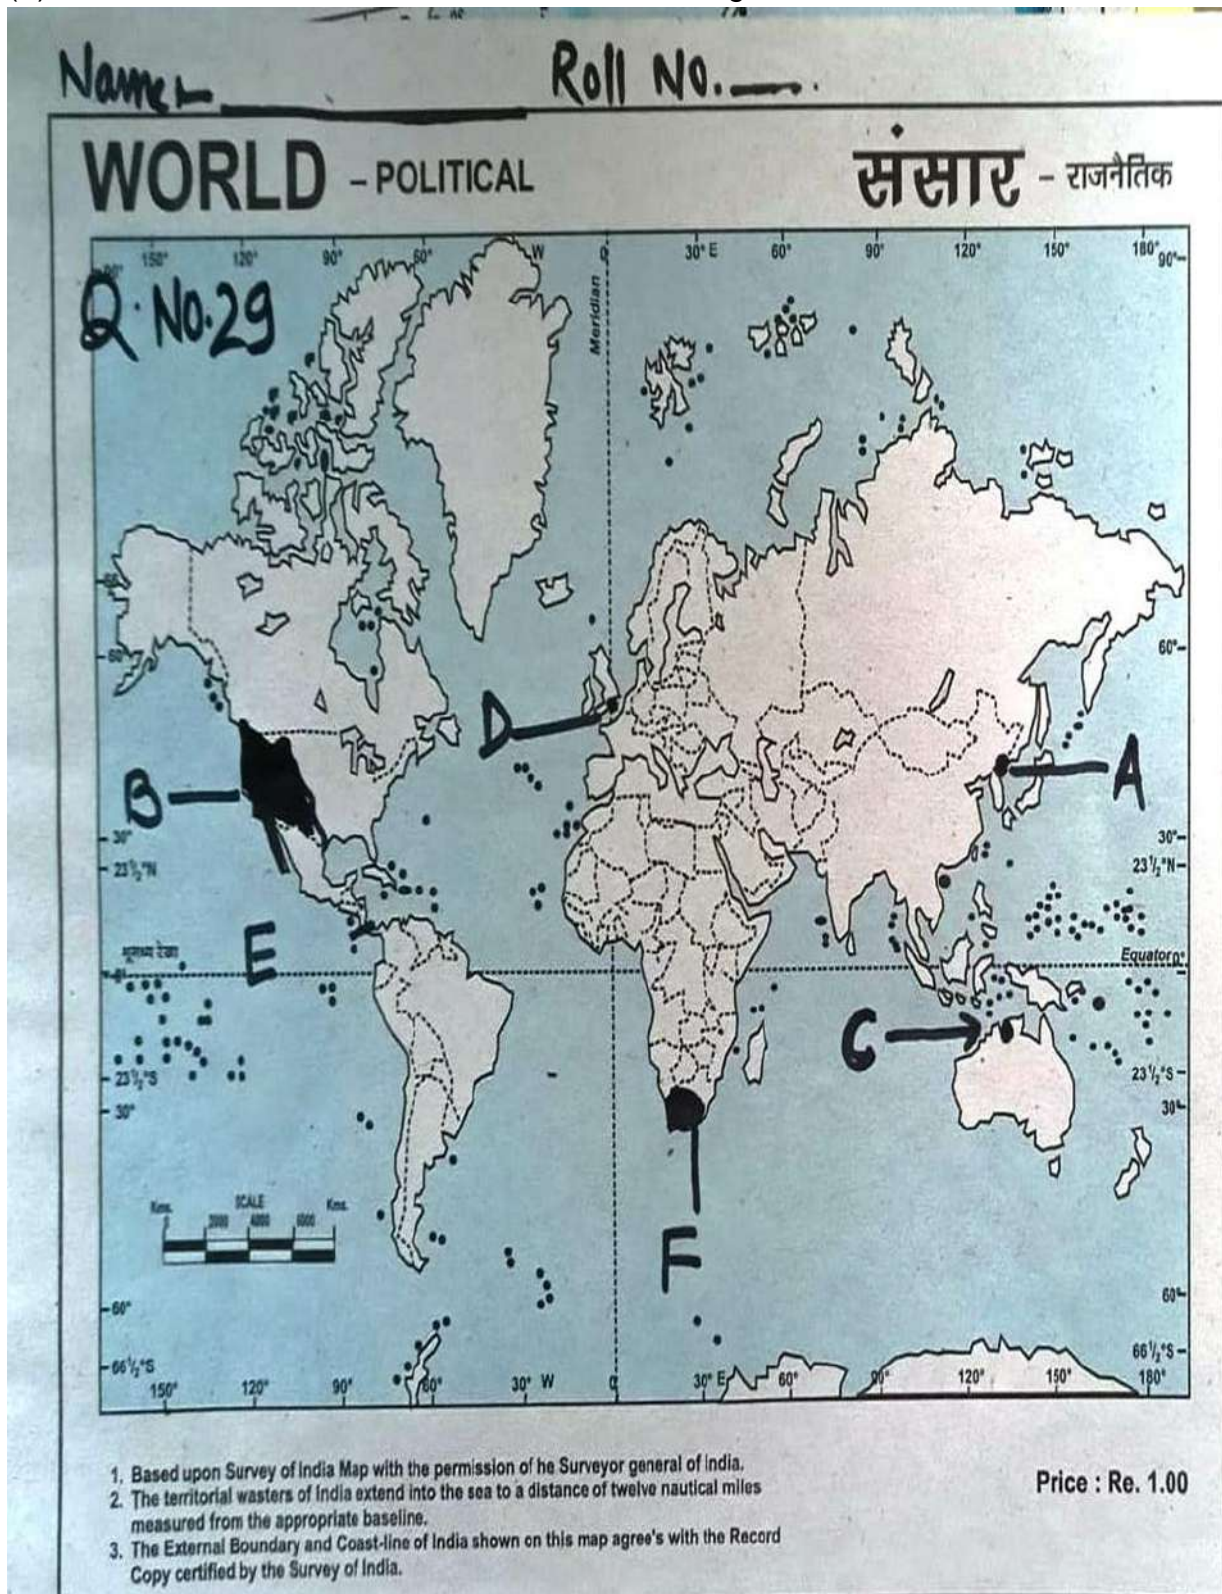 Name- Roll No. .
WORLD - POLITICAL संसार - राजनैतिक
150° 120° 90° 60° W 0 30° E 60° 90° 120° 150° 180° 90°
Q. No. 29
Meridian
60° 60°
D
A
B
30° 30°
23½°N 23½°N
E
भूमध्य रेखा Equator 0°
0°
C
23½°S 23½°S
30° 30°
Kms. SCALE Kms.
0 2000 4000 6000
F
60° 60°
66½°S 66½°S
150° 120° 90° 60° 30° W 0 30° E 60° 90° 120° 150° 180°
1. Based upon Survey of India Map with the permission of he Surveyor general of India.
2. The territorial wasters of India extend into the sea to a distance of twelve nautical miles
measured from the appropriate baseline.
3. The External Boundary and Coast-line of India shown on this map agree's with the Record
Copy certified by the Survey of India.
Price : Re. 1.00